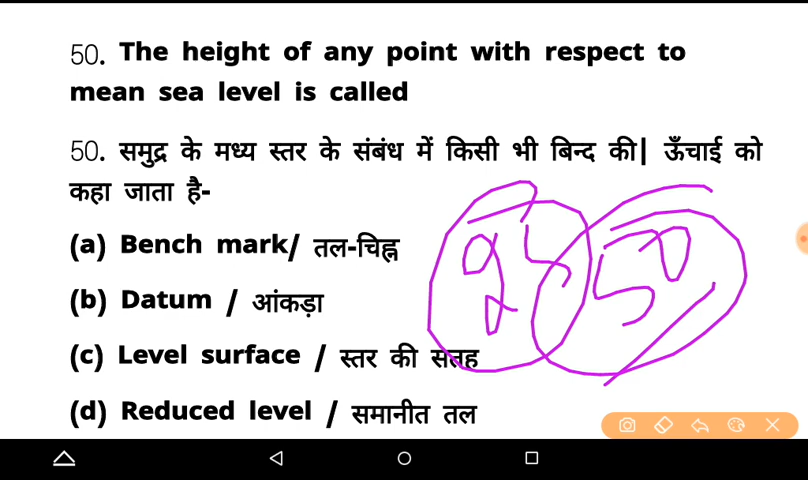 50. The height of any point with respect to
mean sea level is called
50. समुद्र के मध्य स्तर के संबंध में किसी भी बिन्द की| ऊँचाई को
कहा जाता है-
(a) Bench mark/ तल-चिह्न
(b) Datum / आंकड़ा
(c) Level surface / स्तर की सतह
(d) Reduced level / समानीत तल
50